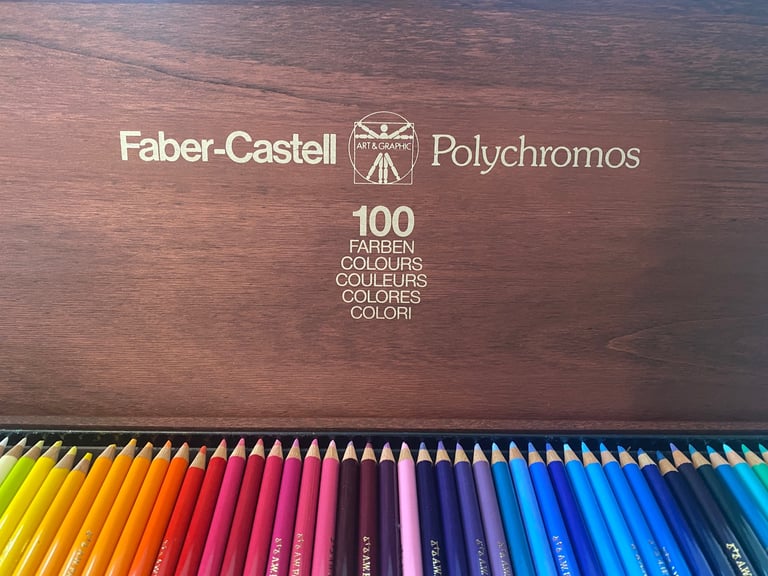 Faber-Castell ART & GRAPHIC Polychromos
100
FARBEN
COLOURS
COULEURS
COLORES
COLORI